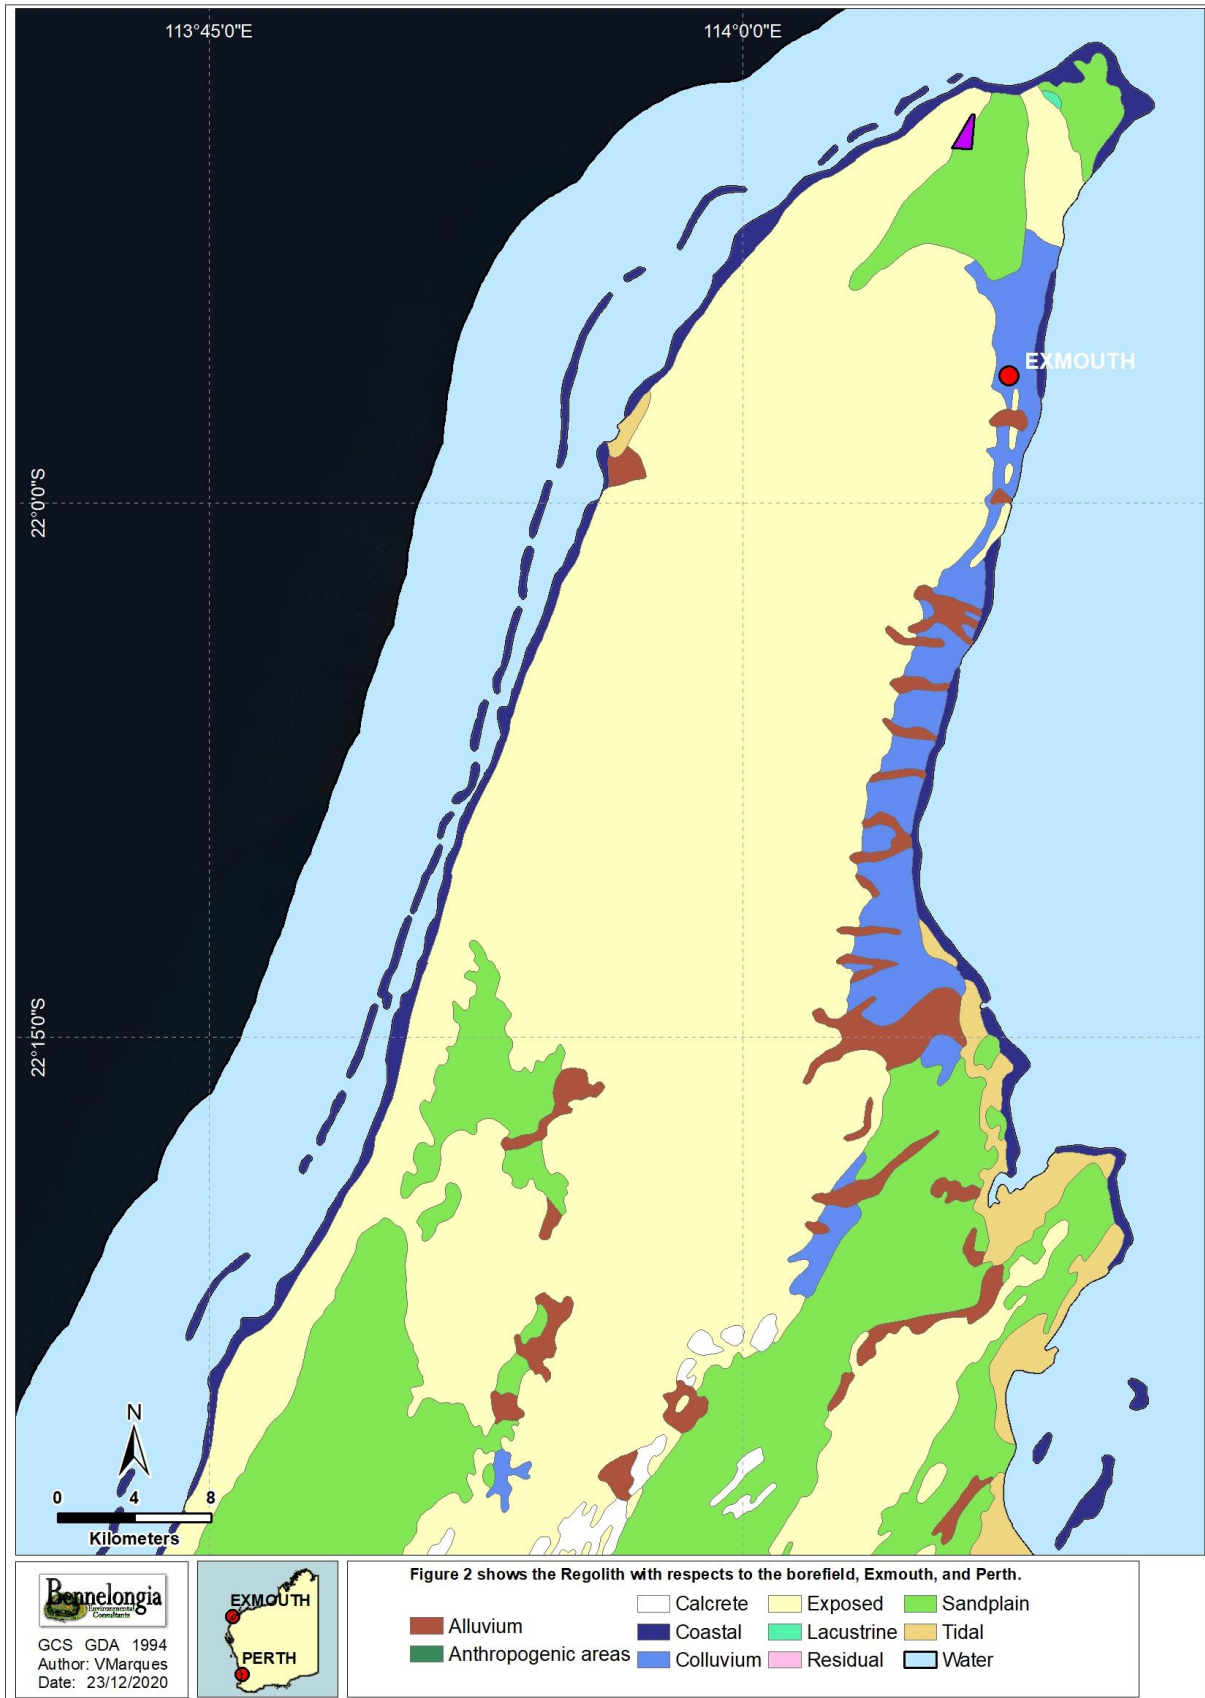 113°45'0"E
114°0'0"E
EXMOUTH
22°0'0"S
22°15'0"S
N
0 4 8
Kilometers
Bennelongia
Environmental
Consultants
GCS GDA 1994
Author: VMarques
Date: 23/12/2020
EXMOUTH
PERTH
Figure 2 shows the Regolith with respects to the borefield, Exmouth, and Perth.
Alluvium
Anthropogenic areas
Calcrete
Coastal
Colluvium
Exposed
Lacustrine
Residual
Sandplain
Tidal
Water